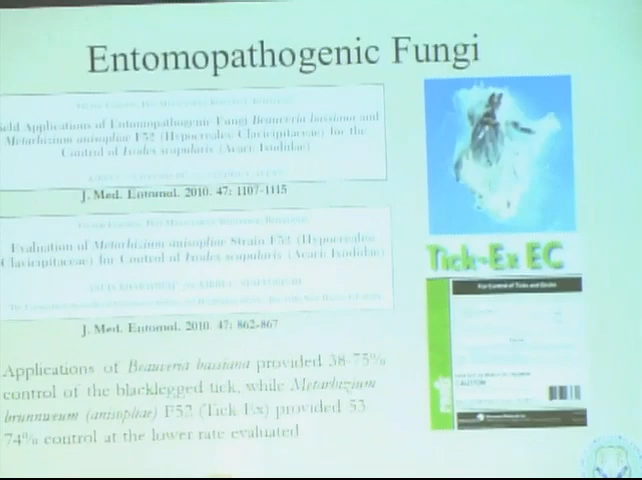 Entomopathogenic Fungi
Field Applications of Entomopathogenic Fungi Beauveria bassiana and
Metarhizium anisopliae F52 (Hypocreales: Clavicipitaceae) for the
Control of Ixodes scapularis (Acari: Ixodidae)
J. Med. Entomol. 2010. 47: 1107-1115
Evaluation of Metarhizium anisopliae Strain F52 (Hypocreales:
Clavicipitaceae) for Control of Ixodes scapularis (Acari: Ixodidae)
J. Med. Entomol. 2010. 47: 862-867
Applications of Beauveria bassiana provided 38-75%
control of the blacklegged tick, while Metarhizium
brunneum (anisopliae) F52 (Tick Ex) provided 53
74% control at the lower rate evaluated
Tick-Ex EC
For Control of Ticks and Grubs
CAUTION